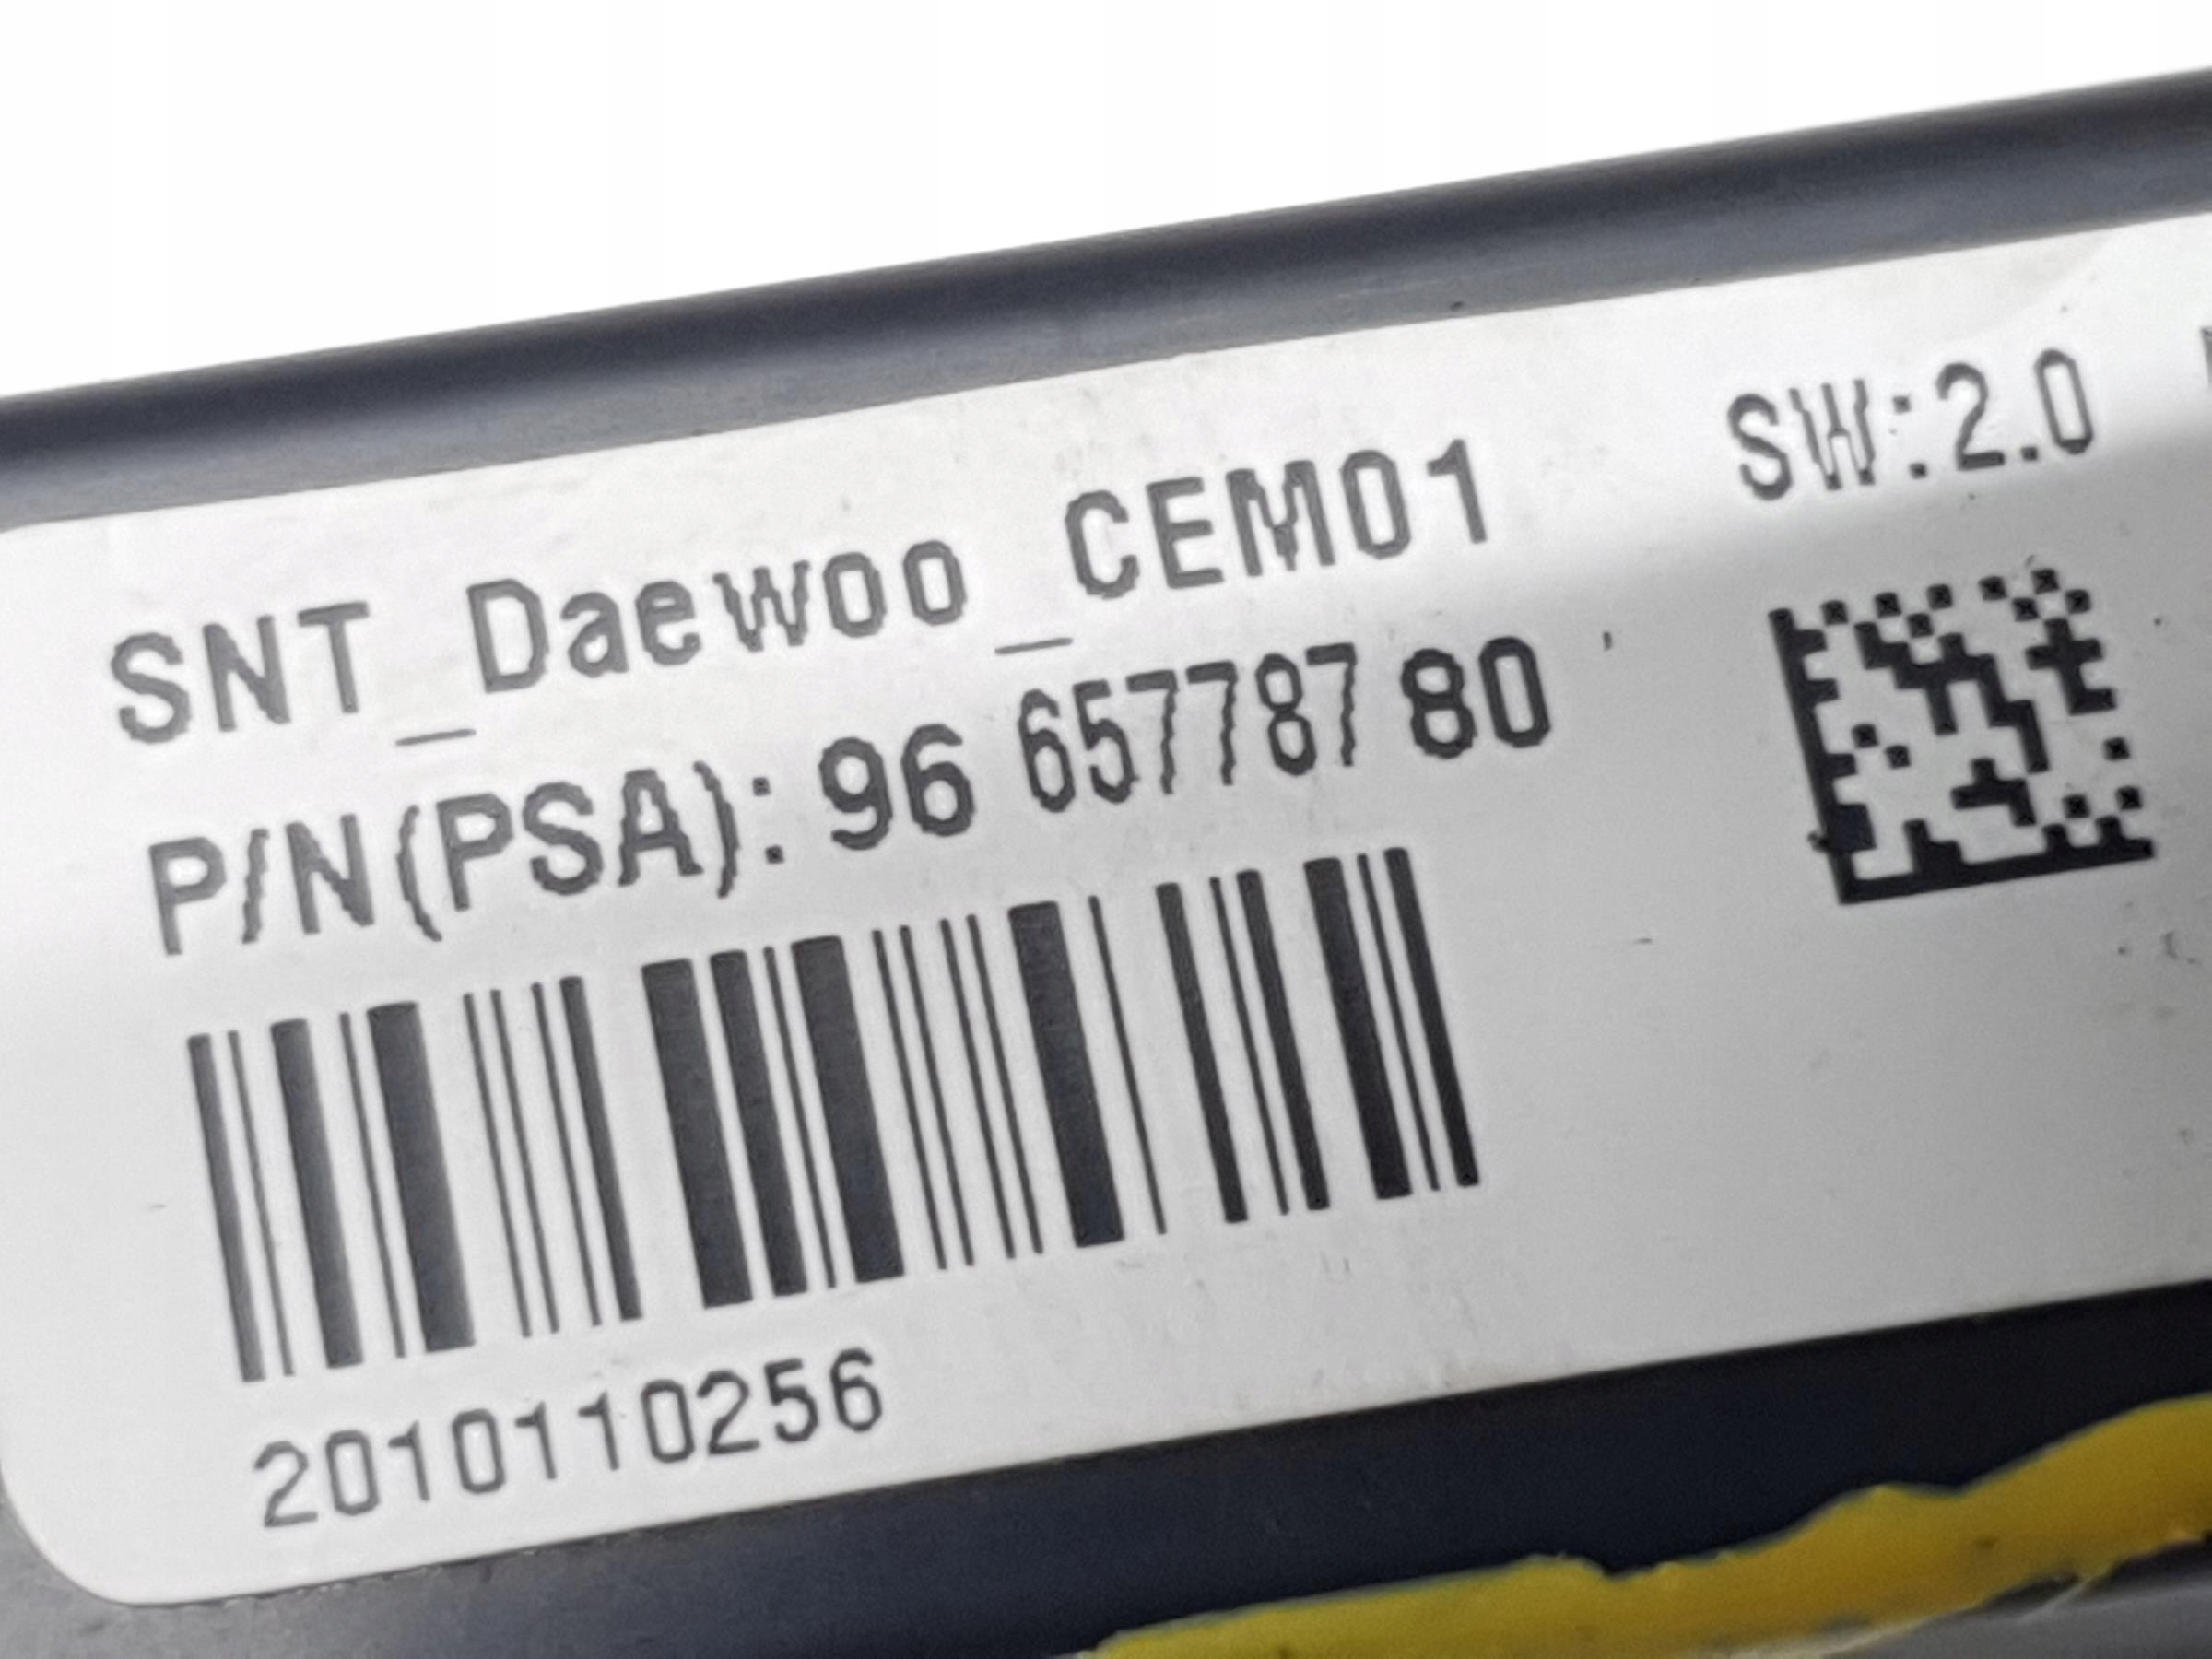 SNT_Daewoo_CEM01 SW:2.0
P/N(PSA): 96 657787 80
2010110256